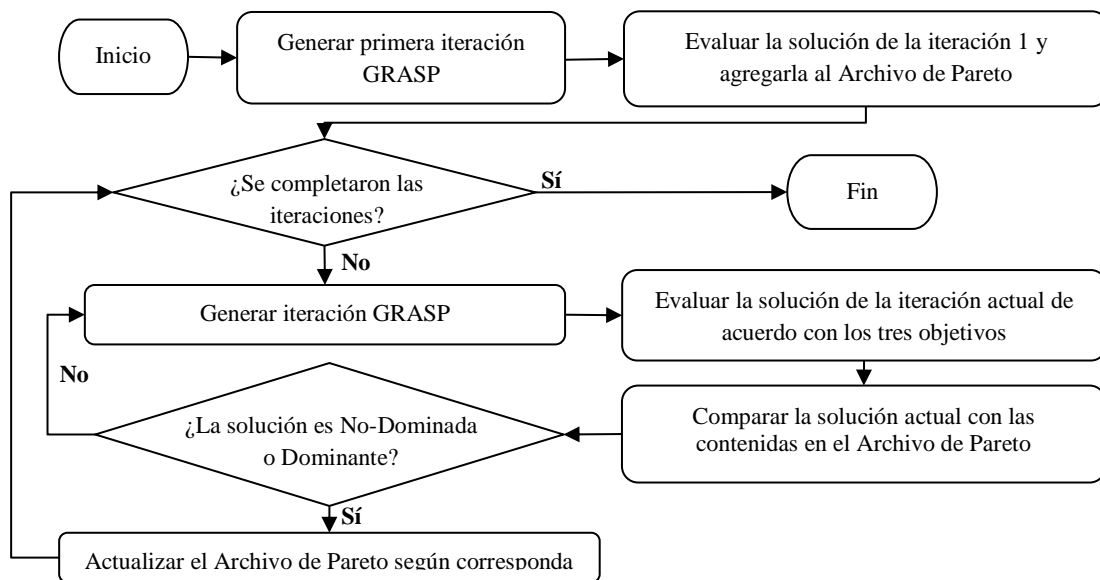 Inicio
Generar primera iteración
GRASP
Evaluar la solución de la iteración 1 y
agregarla al Archivo de Pareto
¿Se completaron las
iteraciones?
Sí
Fin
No
Generar iteración GRASP
Evaluar la solución de la iteración actual de
acuerdo con los tres objetivos
No
¿La solución es No-Dominada
o Dominante?
Comparar la solución actual con las
contenidas en el Archivo de Pareto
Sí
Actualizar el Archivo de Pareto según corresponda